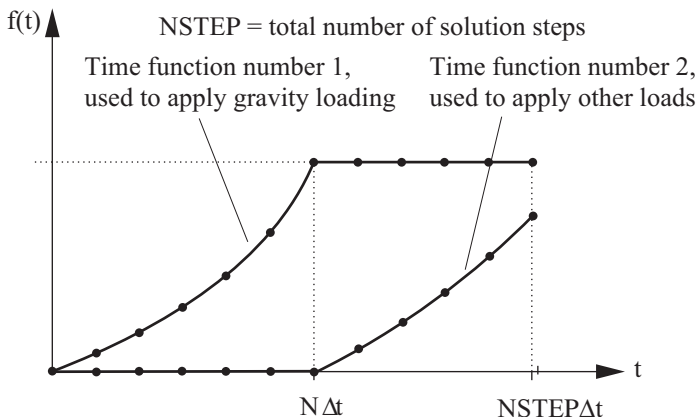 f(t)
NSTEP = total number of solution steps
Time function number 1,
used to apply gravity loading
Time function number 2,
used to apply other loads
t
NΔt
NSTEPΔt